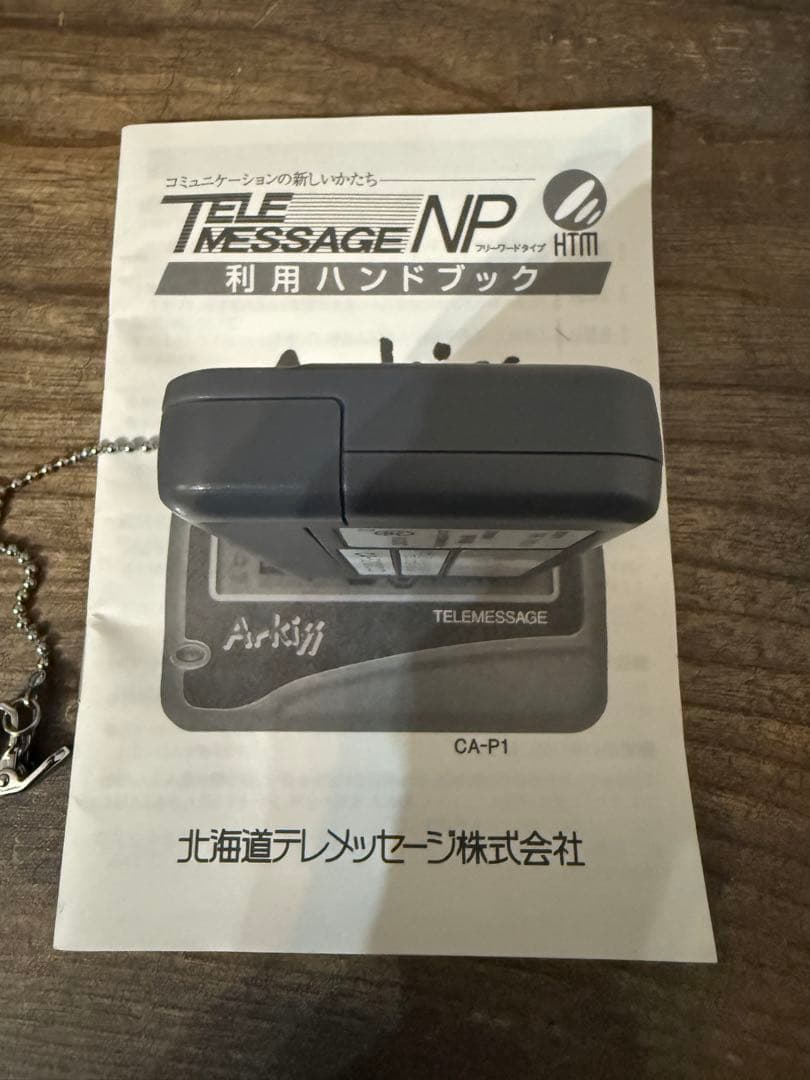 コミュニケーションの新しいかたち
TELE MESSAGE NP
フリーワードタイプ
HTM
利用ハンドブック
TELEMESSAGE
CA-P1
北海道テレメッセージ株式会社